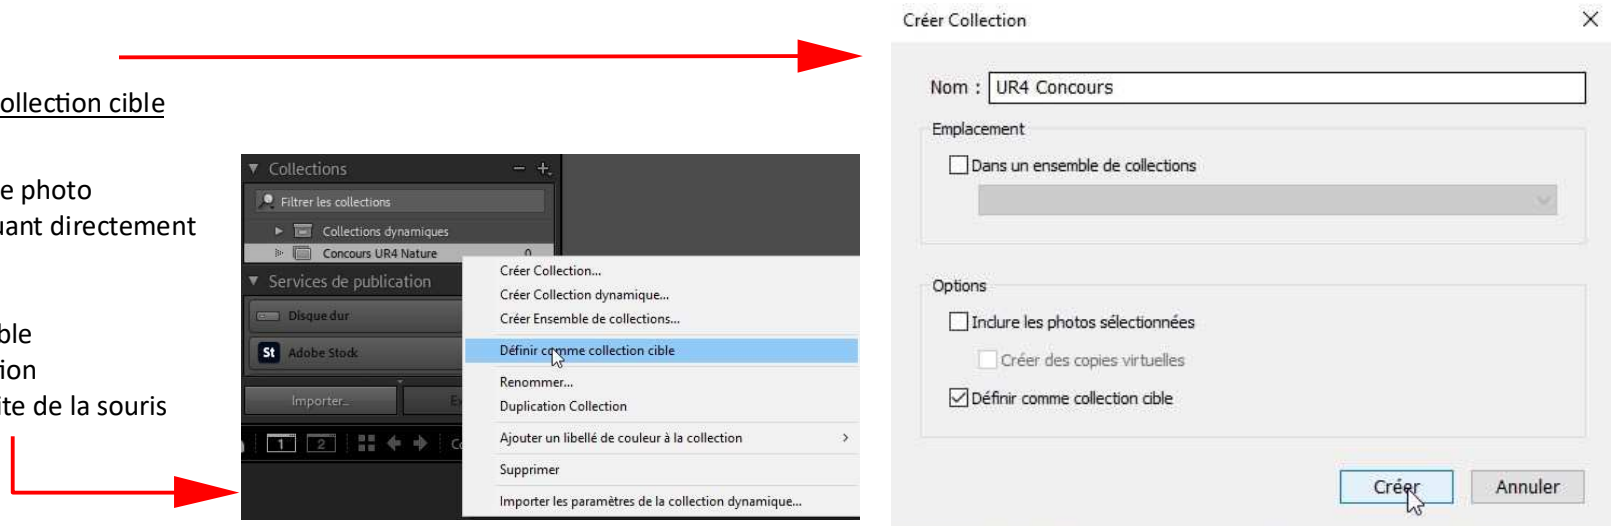 ollection cible
e photo
uant directement
ble
ion
ite de la souris
Collections
Filtrer les collections
Collections dynamiques
Concours UR4 Nature 0
Services de publication
Disque dur
St Adobe Stock
Importer...
1 2
Créer Collection...
Créer Collection dynamique...
Créer Ensemble de collections...
Définir comme collection cible
Renommer...
Duplication Collection
Ajouter un libellé de couleur à la collection
Supprimer
Importer les paramètres de la collection dynamique...
Créer Collection
Nom : UR4 Concours
Emplacement
Dans un ensemble de collections
Options
Inclure les photos sélectionnées
Créer des copies virtuelles
Définir comme collection cible
Créer Annuler